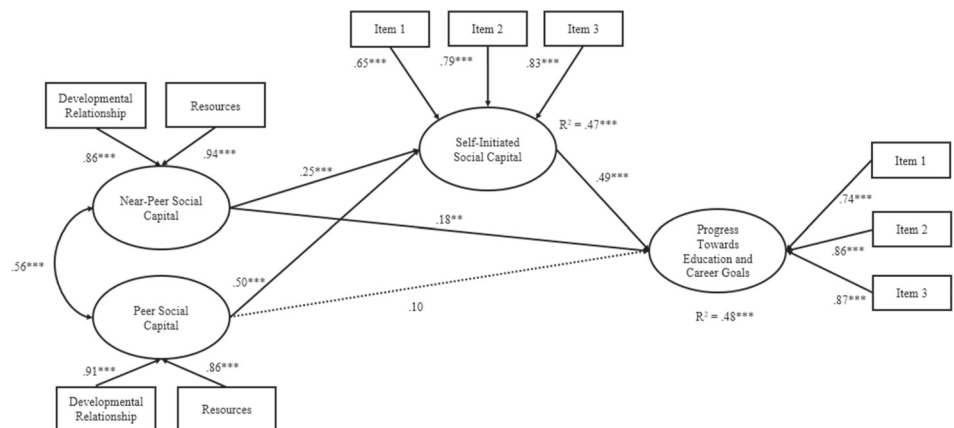 Item 1
Item 2
Item 3
.65***
.79***
.83***
Developmental
Relationship
Resources
.86***
.94***
Self-Initiated
Social Capital
R² = .47***
Near-Peer Social
Capital
.25***
.49***
.18**
Item 1
.74***
Item 2
.86***
Item 3
.87***
Progress
Towards
Education and
Career Goals
R² = .48***
.56***
.50***
.10
Peer Social
Capital
.91***
.86***
Developmental
Relationship
Resources